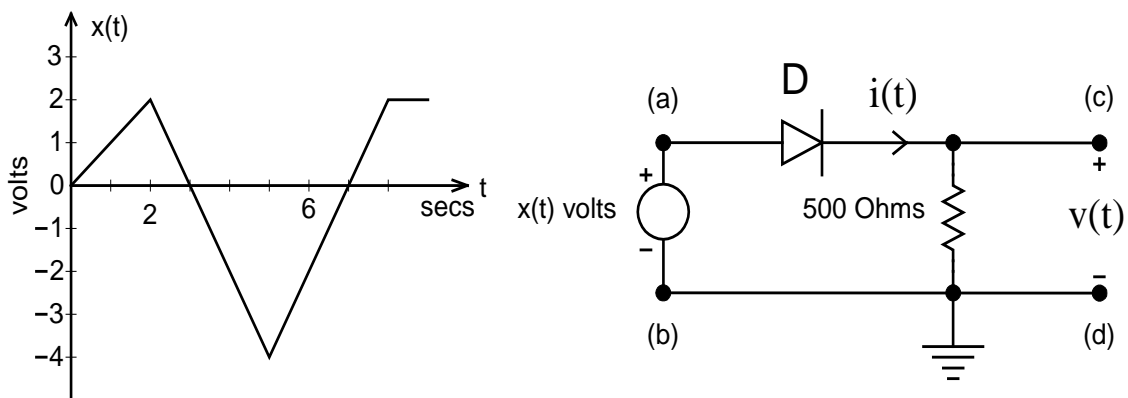 x(t)
3
2
1
0
−1
−2
−3
−4
volts
2
6
secs
t
D
i(t)
(a)
(c)
+
+
x(t) volts
500 Ohms
v(t)
−
−
(b)
(d)